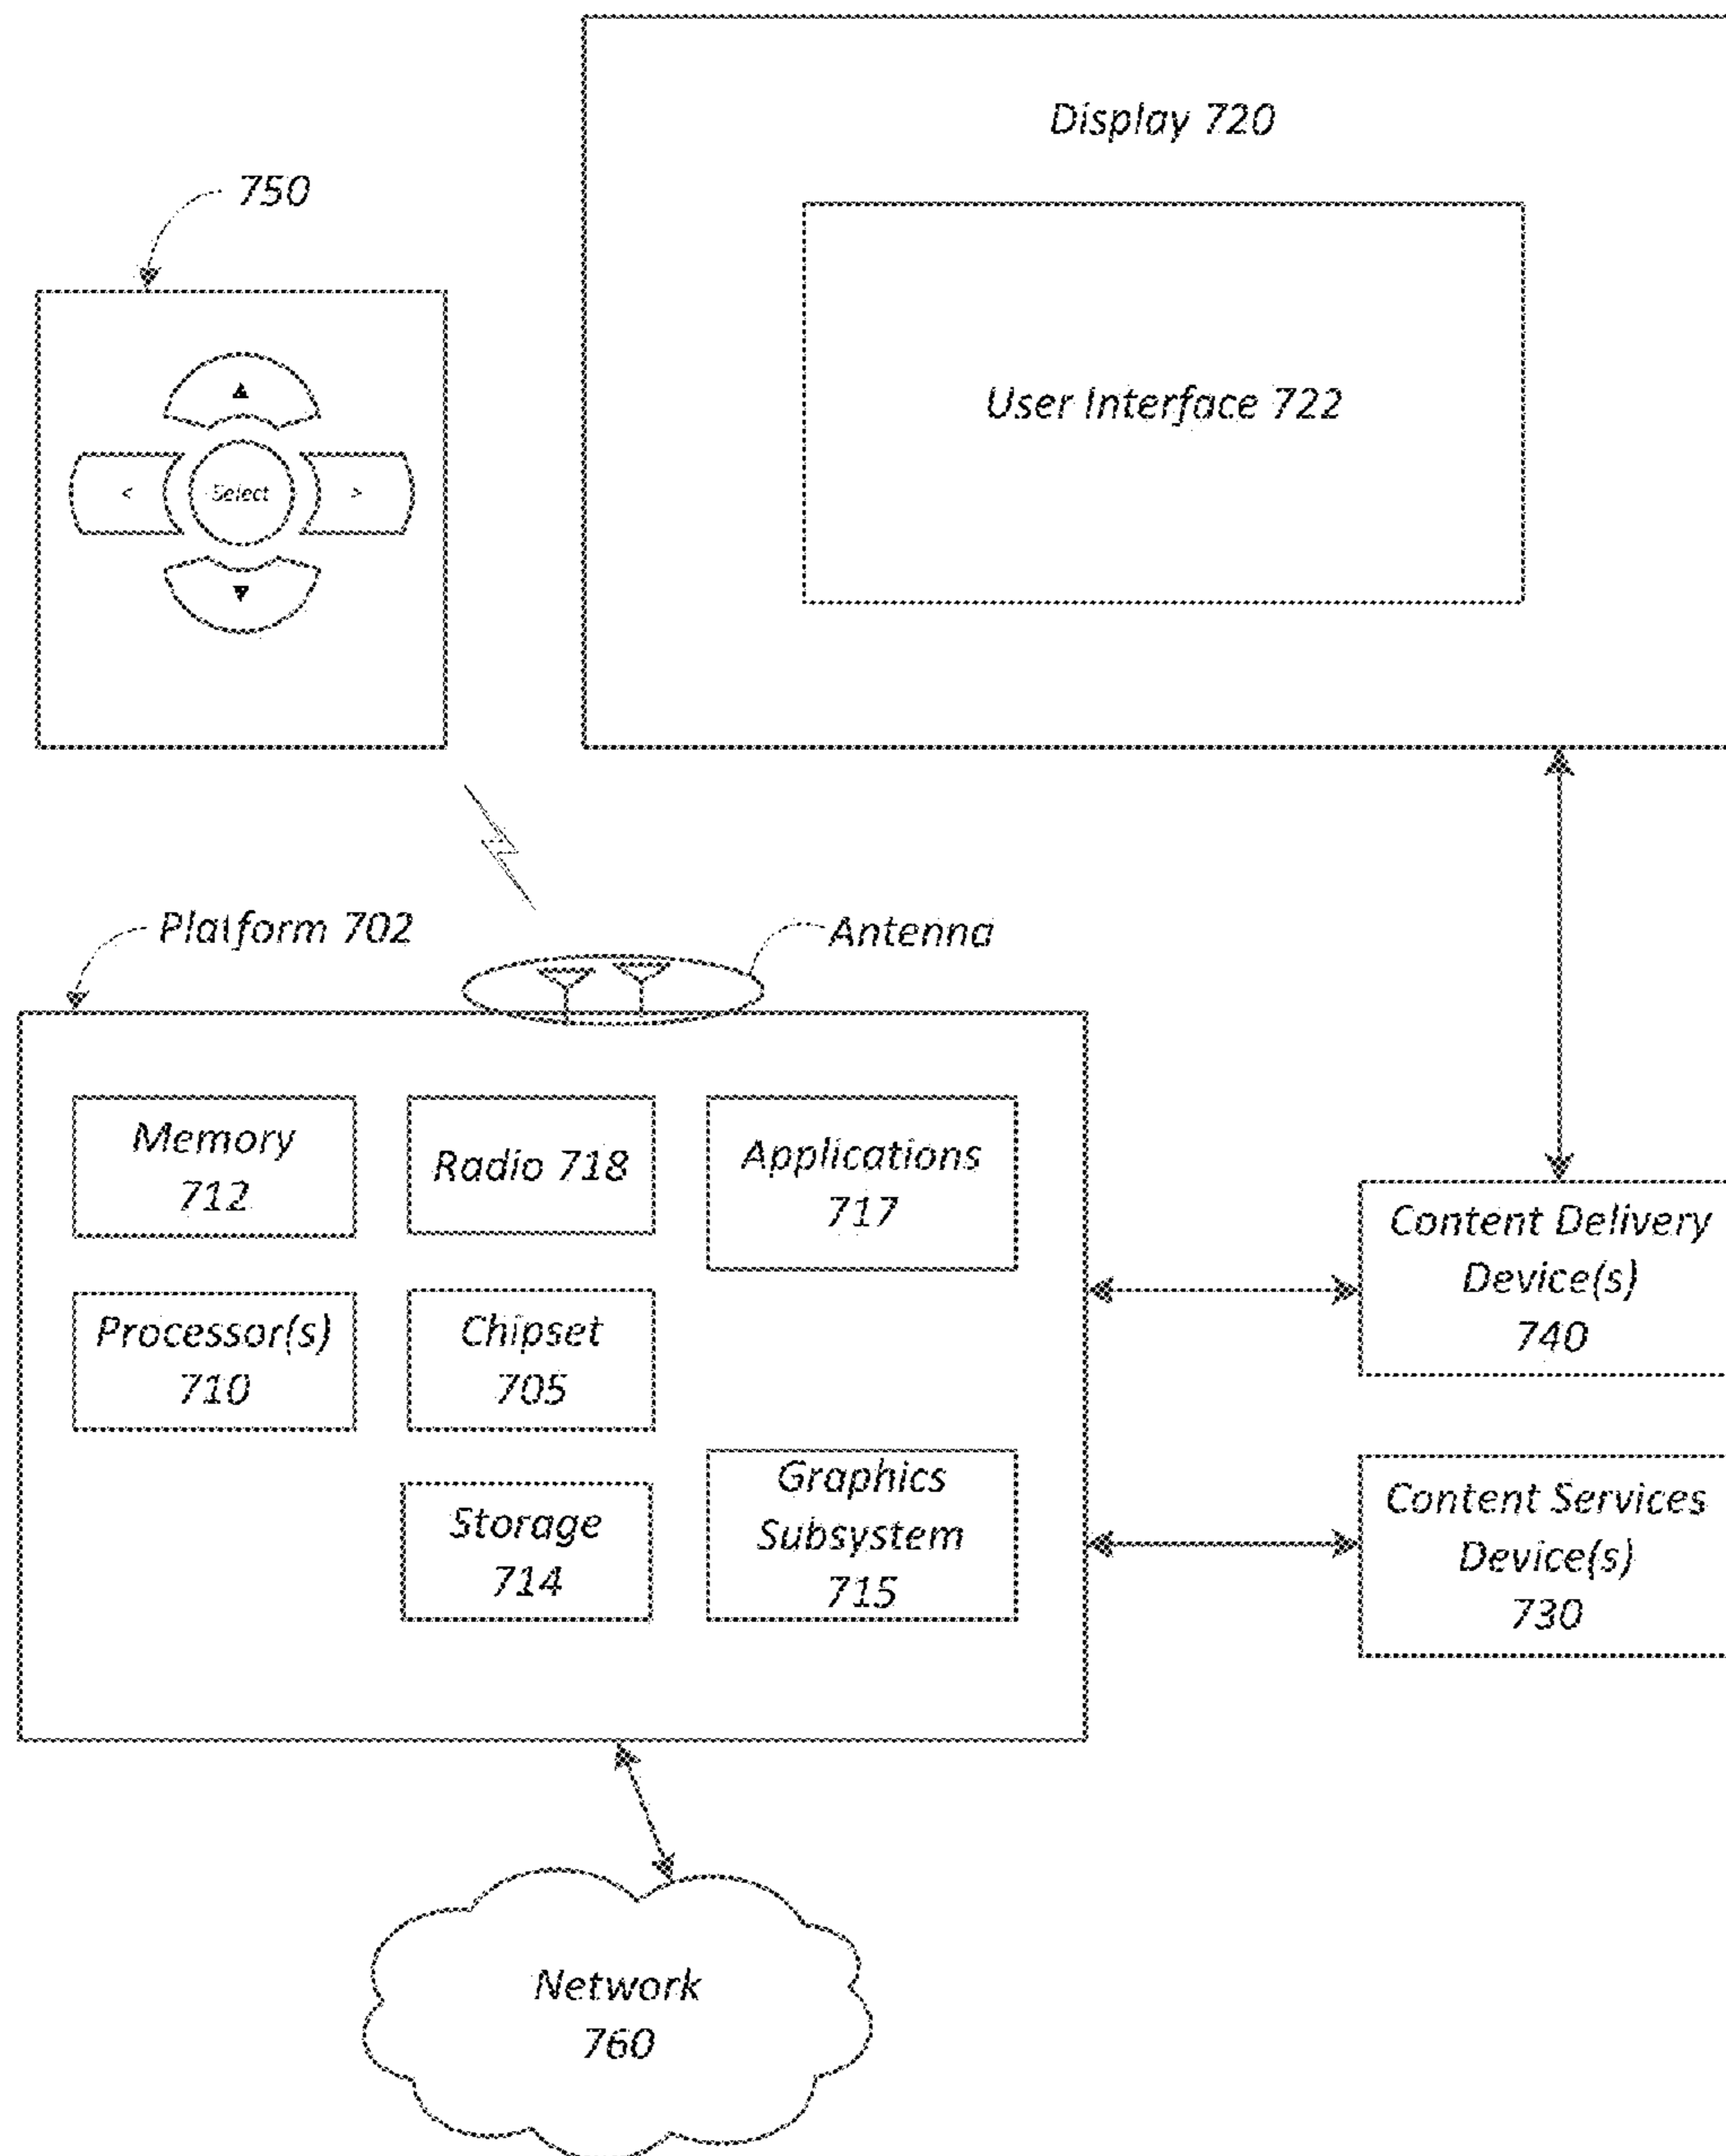 Display 720
750
User Interface 722
▲
< Select >
▼
Platform 702
Antenna
Memory
712
Radio 718
Applications
717
Processor(s)
710
Chipset
705
Storage
714
Graphics
Subsystem
715
Content Delivery
Device(s)
740
Content Services
Device(s)
730
Network
760